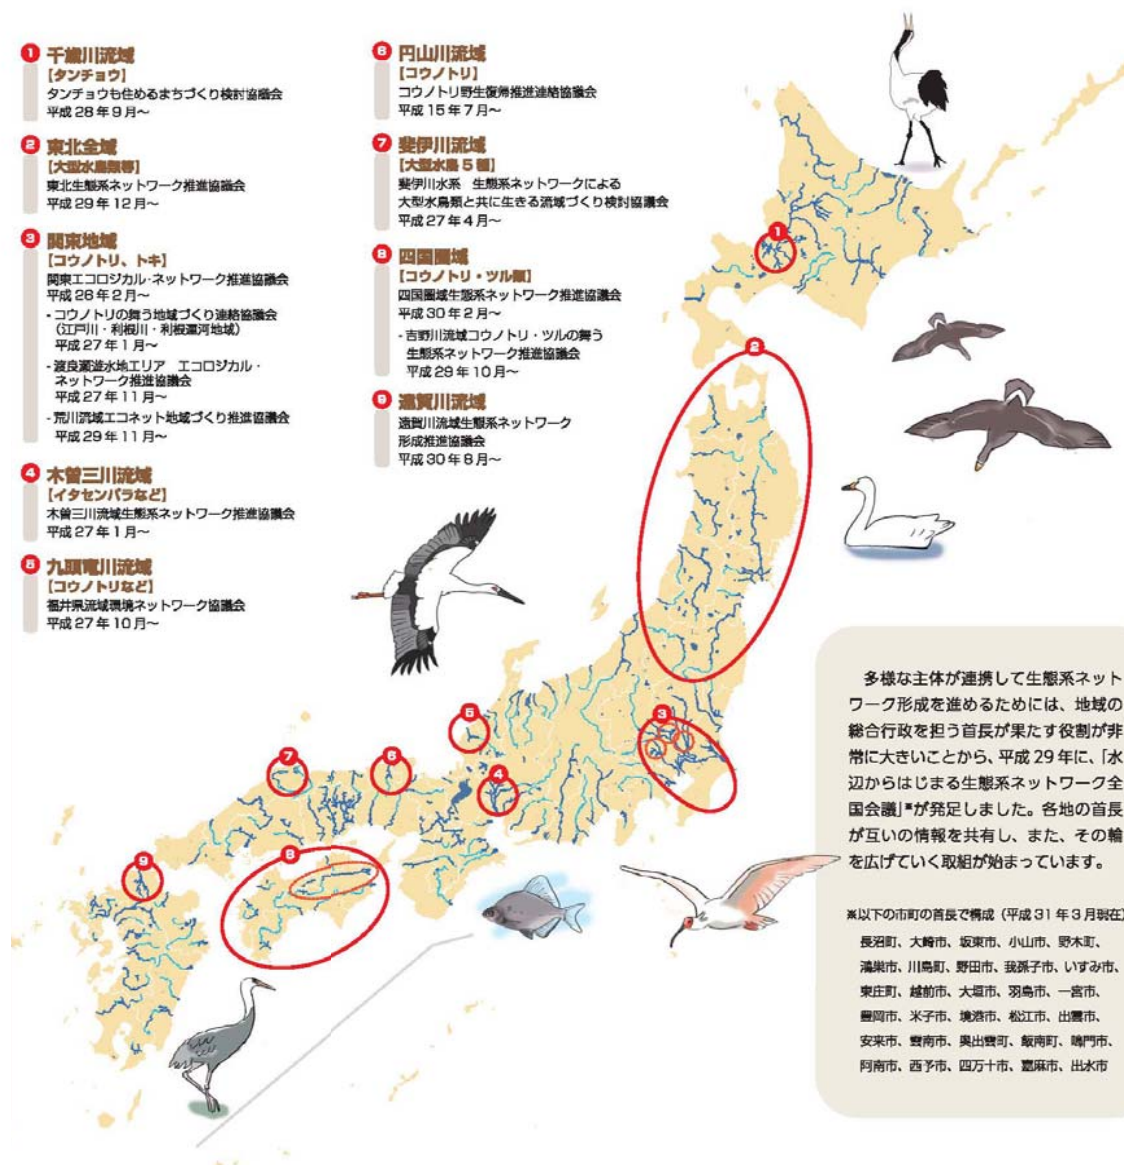 1 千歳川流域
【タンチョウ】
タンチョウも住めるまちづくり検討協議会
平成28年9月〜
2 東北全域
【大型水鳥類等】
東北生態系ネットワーク推進協議会
平成29年12月〜
3 関東地域
【コウノトリ、トキ】
関東エコロジカル・ネットワーク推進協議会
平成26年2月〜
- コウノトリの舞う地域づくり連絡協議会
（江戸川・利根川・利根運河地域）
平成27年1月〜
- 渡良瀬遊水地エリア エコロジカル・
ネットワーク推進協議会
平成27年11月〜
- 荒川流域エコネット地域づくり推進協議会
平成29年11月〜
4 木曽三川流域
【イタセンパラなど】
木曽三川流域生態系ネットワーク推進協議会
平成27年1月〜
5 九頭竜川流域
【コウノトリなど】
福井県流域環境ネットワーク協議会
平成27年10月〜
6 円山川流域
【コウノトリ】
コウノトリ野生復帰推進連絡協議会
平成15年7月〜
7 斐伊川流域
【大型水鳥5種】
斐伊川水系 生態系ネットワークによる
大型水鳥類と共に生きる流域づくり検討協議会
平成27年4月〜
8 四国圏域
【コウノトリ・ツル類】
四国圏域生態系ネットワーク推進協議会
平成30年2月〜
- 吉野川流域コウノトリ・ツルの舞う
生態系ネットワーク推進協議会
平成29年10月〜
9 遠賀川流域
遠賀川流域生態系ネットワーク
形成推進協議会
平成30年8月〜
1
2
3
4
5
6
7
8
9
多様な主体が連携して生態系ネット
ワーク形成を進めるためには、地域の
総合行政を担う首長が果たす役割が非
常に大きいことから、平成29年に、「水
辺からはじまる生態系ネットワーク全
国会議」※が発足しました。各地の首長
が互いの情報を共有し、また、その輪
を広げていく取組が始まっています。
※以下の市町の首長で構成（平成31年3月現在）
長沼町、大崎市、坂東市、小山市、野木町、
鴻巣市、川島町、野田市、我孫子市、いすみ市、
東庄町、越前市、大垣市、羽島市、一宮市、
豊岡市、米子市、境港市、松江市、出雲市、
安来市、雲南市、奥出雲町、飯南町、鳴門市、
阿南市、西予市、四万十市、嘉麻市、出水市